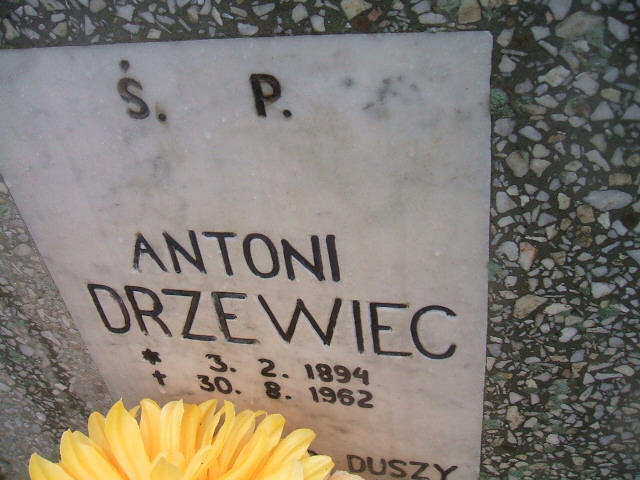 Ś. P.
ANTONI
DRZEWIEC
* 3. 2. 1894
† 30. 8. 1962
DUSZY